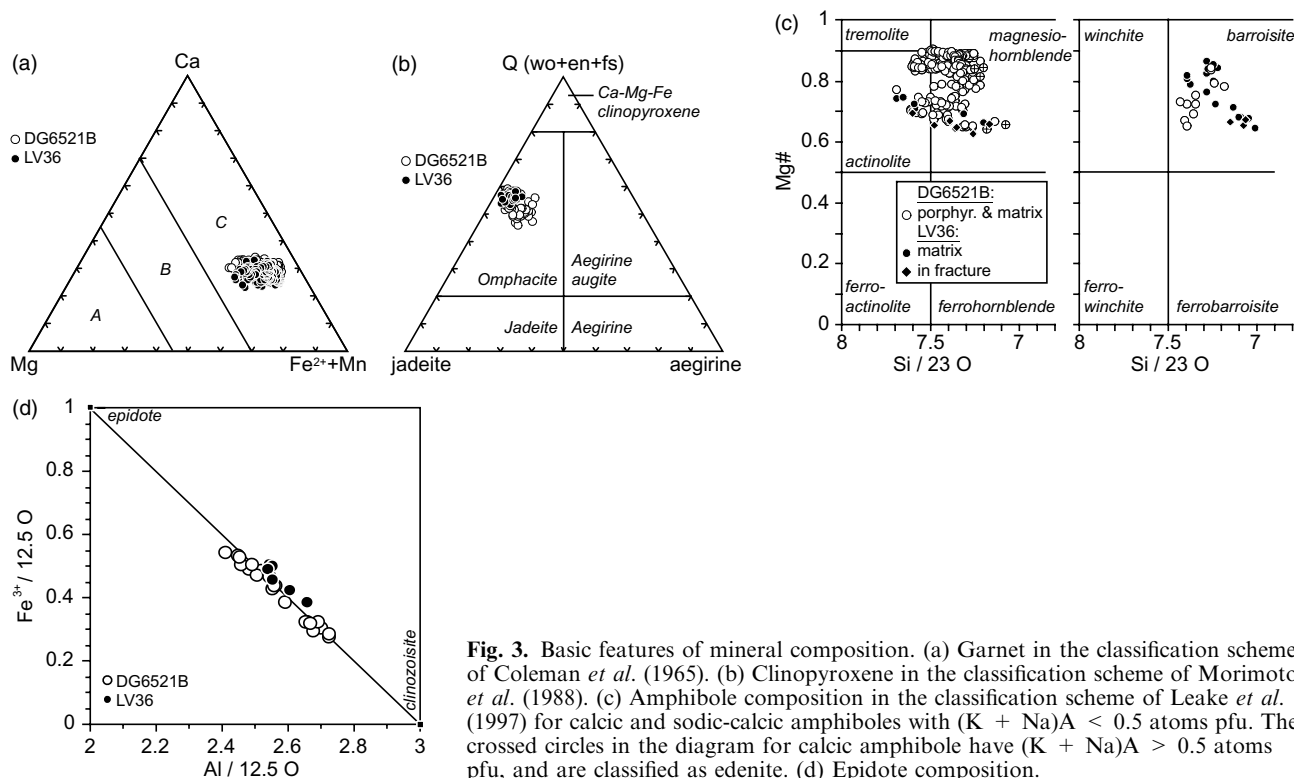 (a)
Ca
DG6521B
LV36
C
B
A
Mg
Fe²⁺+Mn
(b)
Q (wo+en+fs)
Ca-Mg-Fe
clinopyroxene
DG6521B
LV36
Omphacite
Aegirine
augite
Jadeite
Aegirine
jadeite
aegirine
(c)
1
0.8
0.6
0.4
0.2
0
Mg#
tremolite
magnesio-
hornblende
actinolite
DG6521B:
porphyr. & matrix
LV36:
matrix
in fracture
ferro-
actinolite
ferrohornblende
8
7.5
7
Si / 23 O
winchite
barroisite
ferro-
winchite
ferrobarroisite
8
7.5
7
Si / 23 O
(d)
1
0.8
0.6
0.4
0.2
0
Fe³⁺ / 12.5 O
epidote
clinozoisite
DG6521B
LV36
2
2.2
2.4
2.6
2.8
3
Al / 12.5 O
Fig. 3. Basic features of mineral composition. (a) Garnet in the classification scheme
of Coleman et al. (1965). (b) Clinopyroxene in the classification scheme of Morimoto
et al. (1988). (c) Amphibole composition in the classification scheme of Leake et al.
(1997) for calcic and sodic-calcic amphiboles with (K + Na)A < 0.5 atoms pfu. The
crossed circles in the diagram for calcic amphibole have (K + Na)A > 0.5 atoms
pfu, and are classified as edenite. (d) Epidote composition.